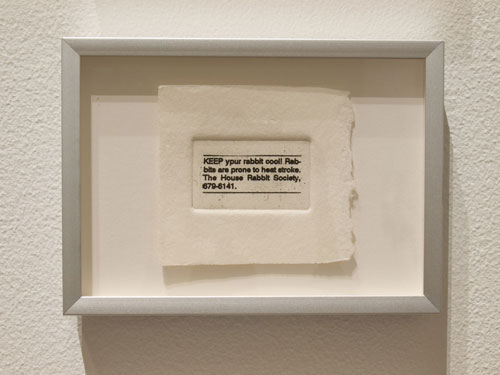 KEEP ypur rabbit cool! Rab-
bits are prone to heat stroke.
The House Rabbit Society,
679-6141.